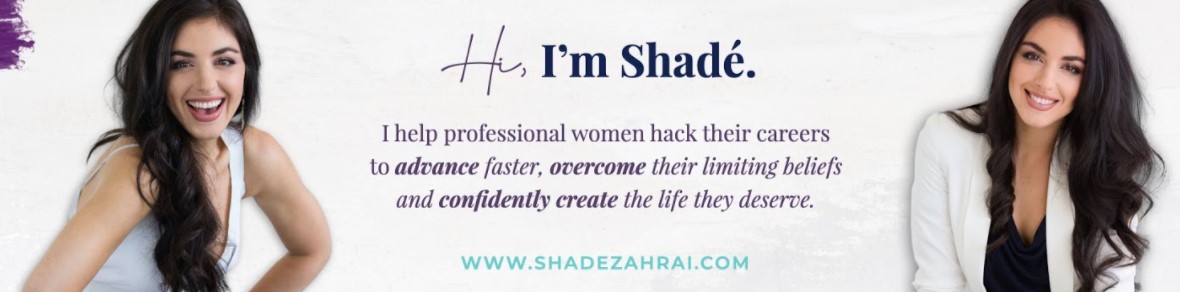 Hi, I'm Shadé.
I help professional women hack their careers
to advance faster, overcome their limiting beliefs
and confidently create the life they deserve.
WWW.SHADEZAHRAI.COM